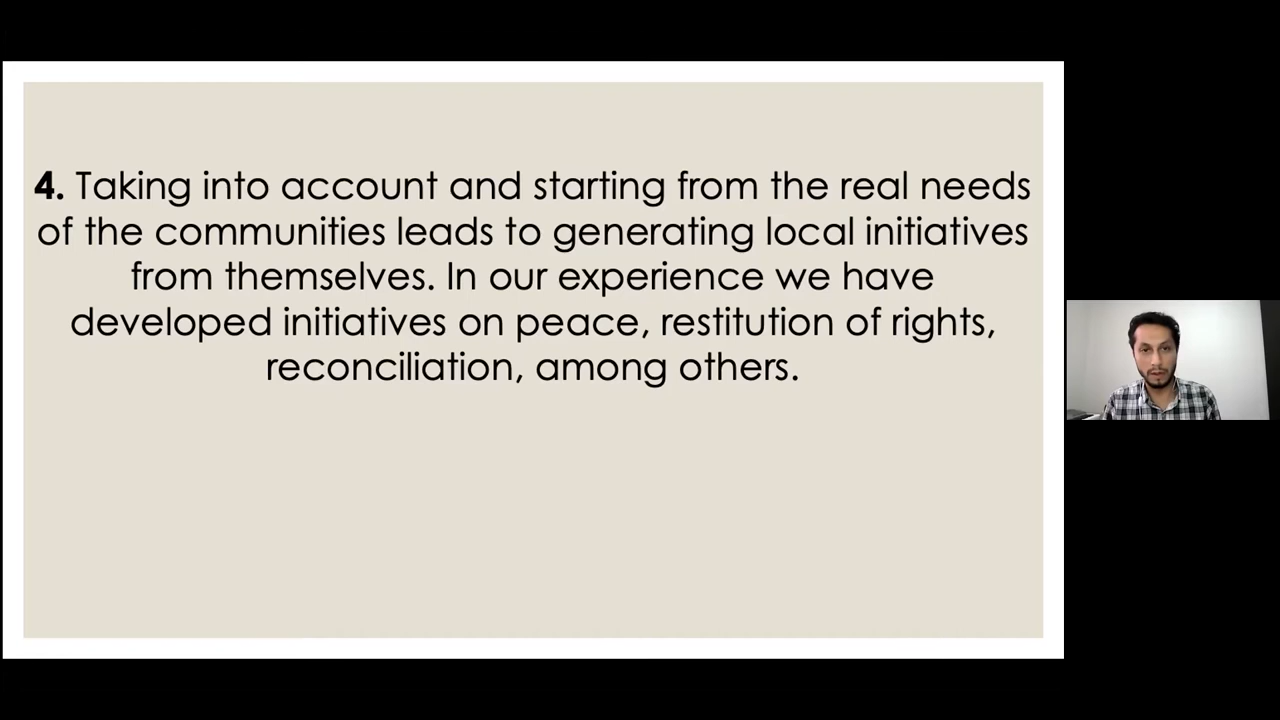 4. Taking into account and starting from the real needs
of the communities leads to generating local initiatives
from themselves. In our experience we have
developed initiatives on peace, restitution of rights,
reconciliation, among others.